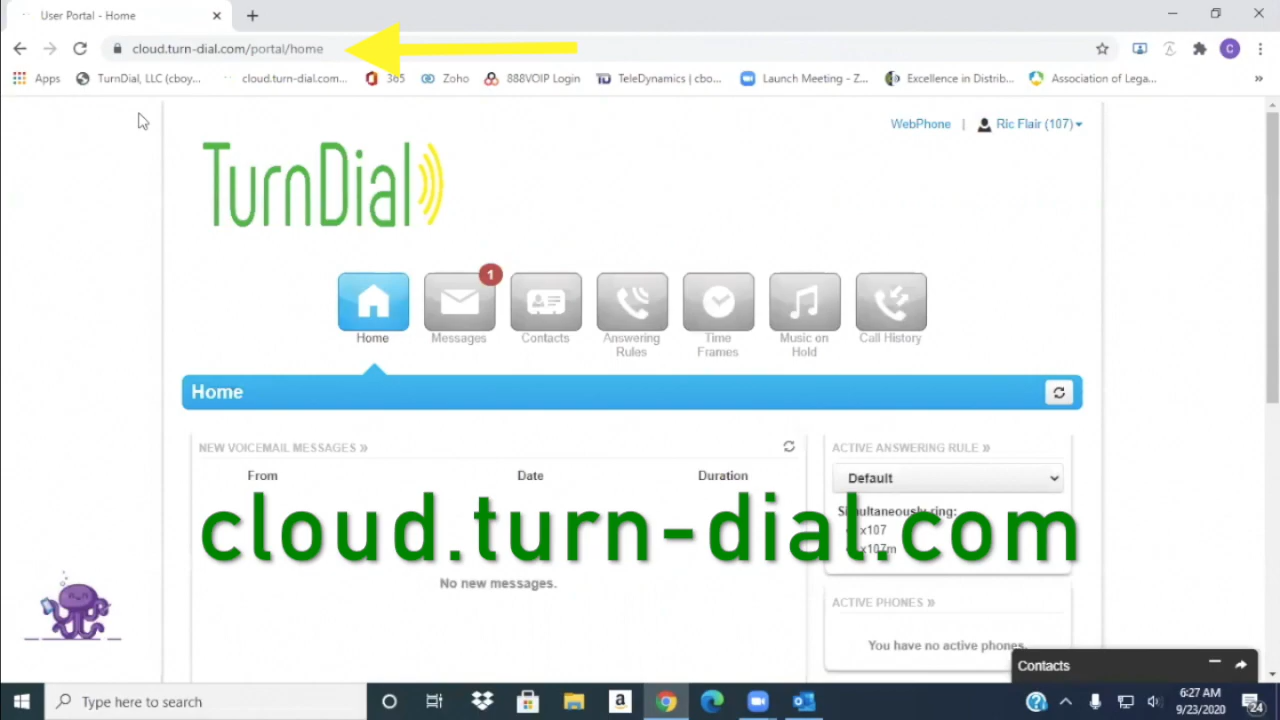 User Portal - Home
cloud.turn-dial.com/portal/home
C
Apps
TurnDial, LLC (cboy...
cloud.turn-dial.com...
365
Zoho
888VOIP Login
TeleDynamics | cbo...
Launch Meeting - Z...
Excellence in Distrib...
Association of Lega...
WebPhone | Ric Flair (107)
TurnDial
1
Home
Messages
Contacts
Answering
Rules
Time
Frames
Music on
Hold
Call History
Home
NEW VOICEMAIL MESSAGES »
From Date Duration
No new messages.
ACTIVE ANSWERING RULE »
Default
Simultaneously ring:
x107
x107m
cloud.turn-dial.com
ACTIVE PHONES »
You have no active phones.
Contacts
Type here to search
a
6:27 AM
9/23/2020
24